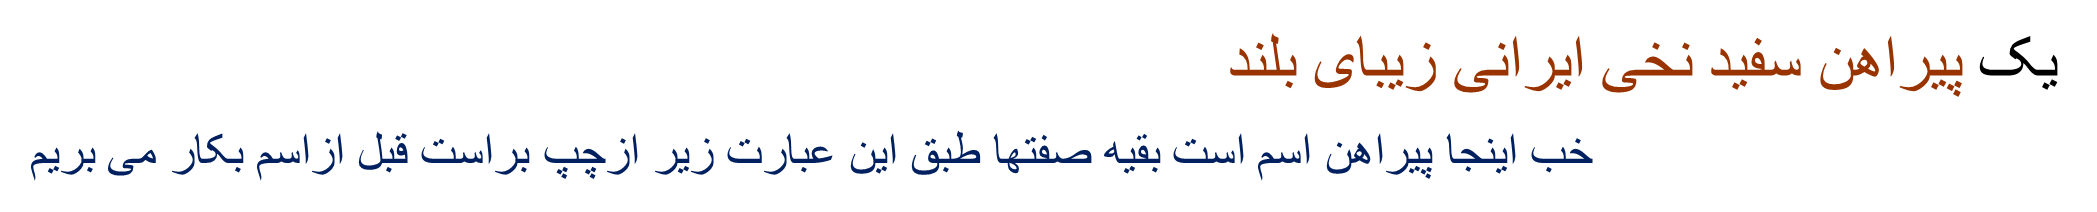 یک پیراهن سفید نخی ایرانی زیبای بلند
خب اینجا پیراهن اسم است بقیه صفتها طبق این عبارت زیر ازچپ براست قبل ازاسم بکار می بریم